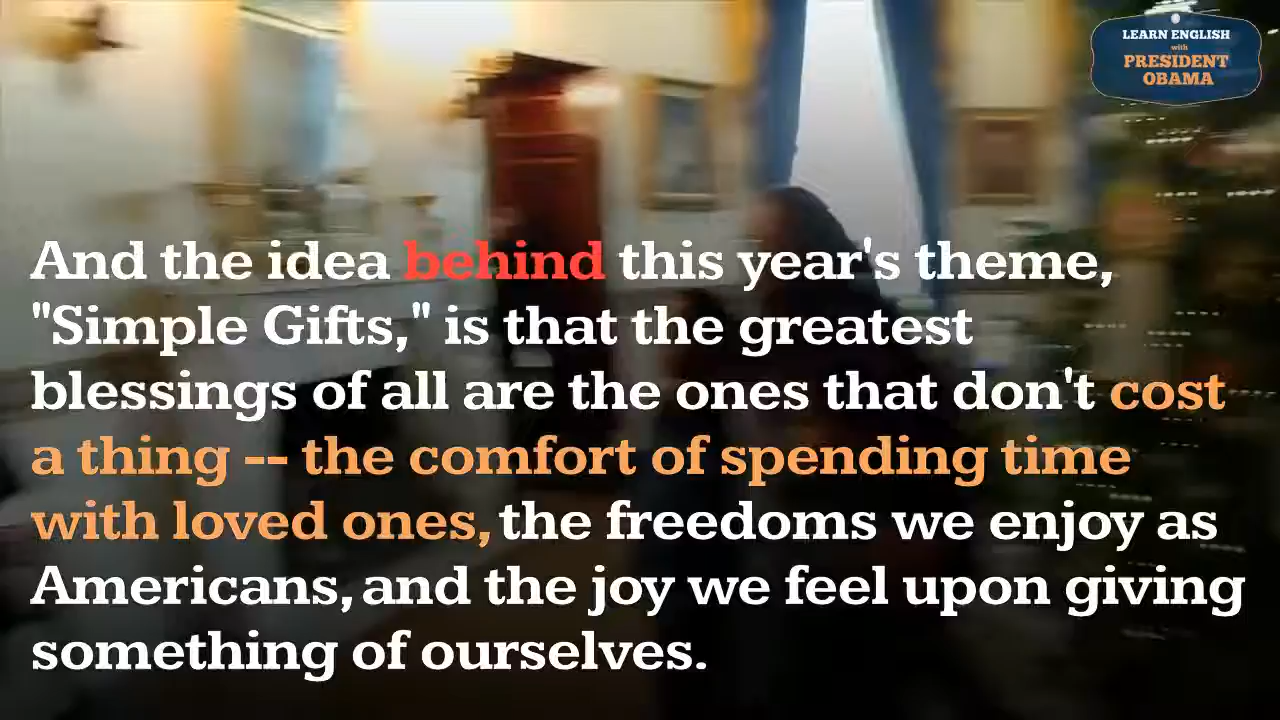 LEARN ENGLISH
with
PRESIDENT
OBAMA
And the idea behind this year's theme,
"Simple Gifts," is that the greatest
blessings of all are the ones that don't cost
a thing -- the comfort of spending time
with loved ones, the freedoms we enjoy as
Americans, and the joy we feel upon giving
something of ourselves.